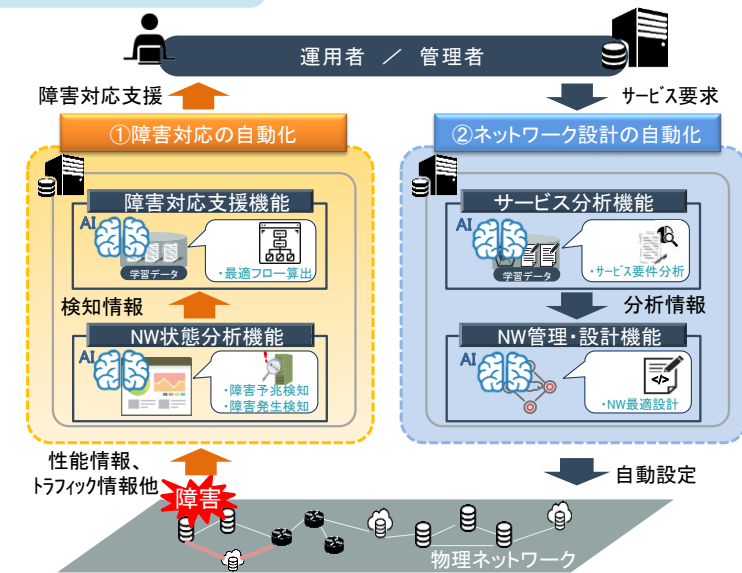 運用者 ／ 管理者
障害対応支援
サービス要求
①障害対応の自動化
②ネットワーク設計の自動化
障害対応支援機能
AI
学習データ
・最適フロー算出
検知情報
NW状態分析機能
AI
・障害予兆検知
・障害発生検知
性能情報、
トラフィック情報他
障害
サービス分析機能
AI
学習データ
・サービス要件分析
分析情報
NW管理・設計機能
AI
・NW最適設計
自動設定
物理ネットワーク